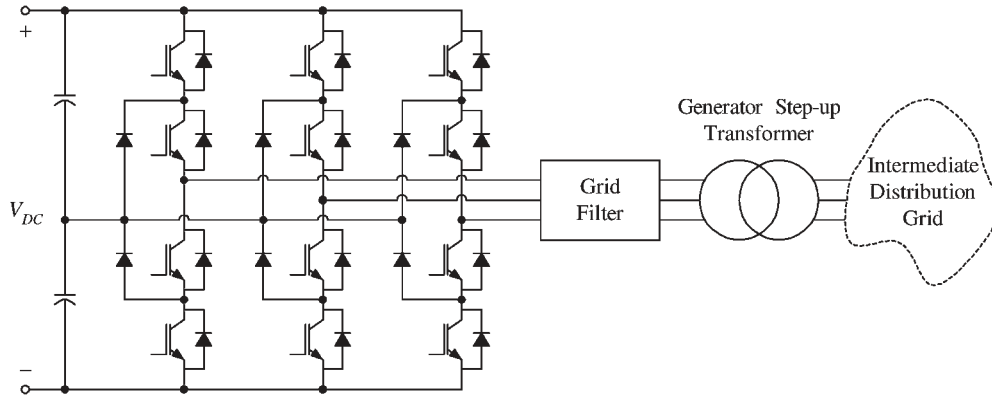 +
V_DC
−
Grid
Filter
Generator Step-up
Transformer
Intermediate
Distribution
Grid